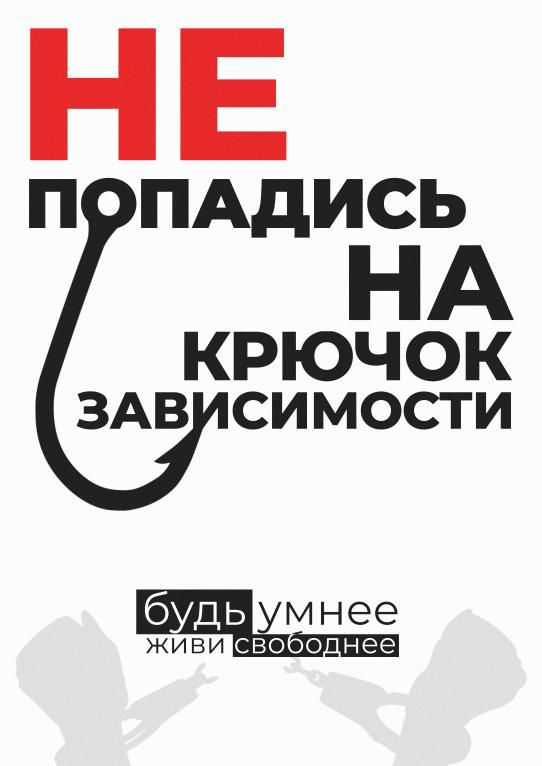 НЕ
ПОПАДИСЬ
НА
КРЮЧОК
ЗАВИСИМОСТИ
будь умнее
живи свободнее